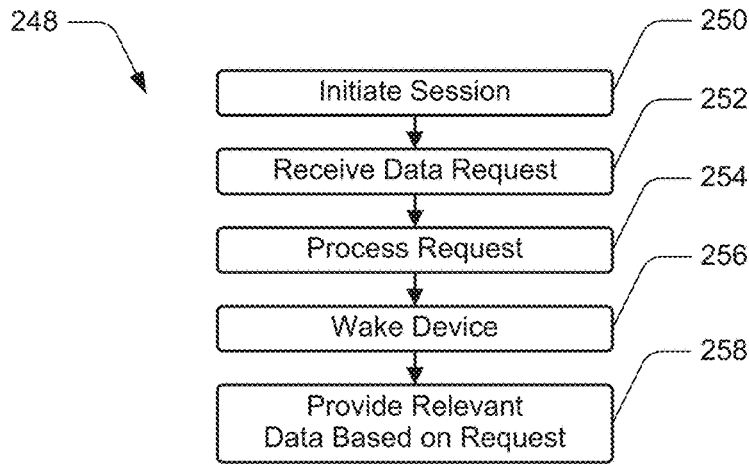 248
250
Initiate Session
252
Receive Data Request
254
Process Request
256
Wake Device
258
Provide Relevant
Data Based on Request